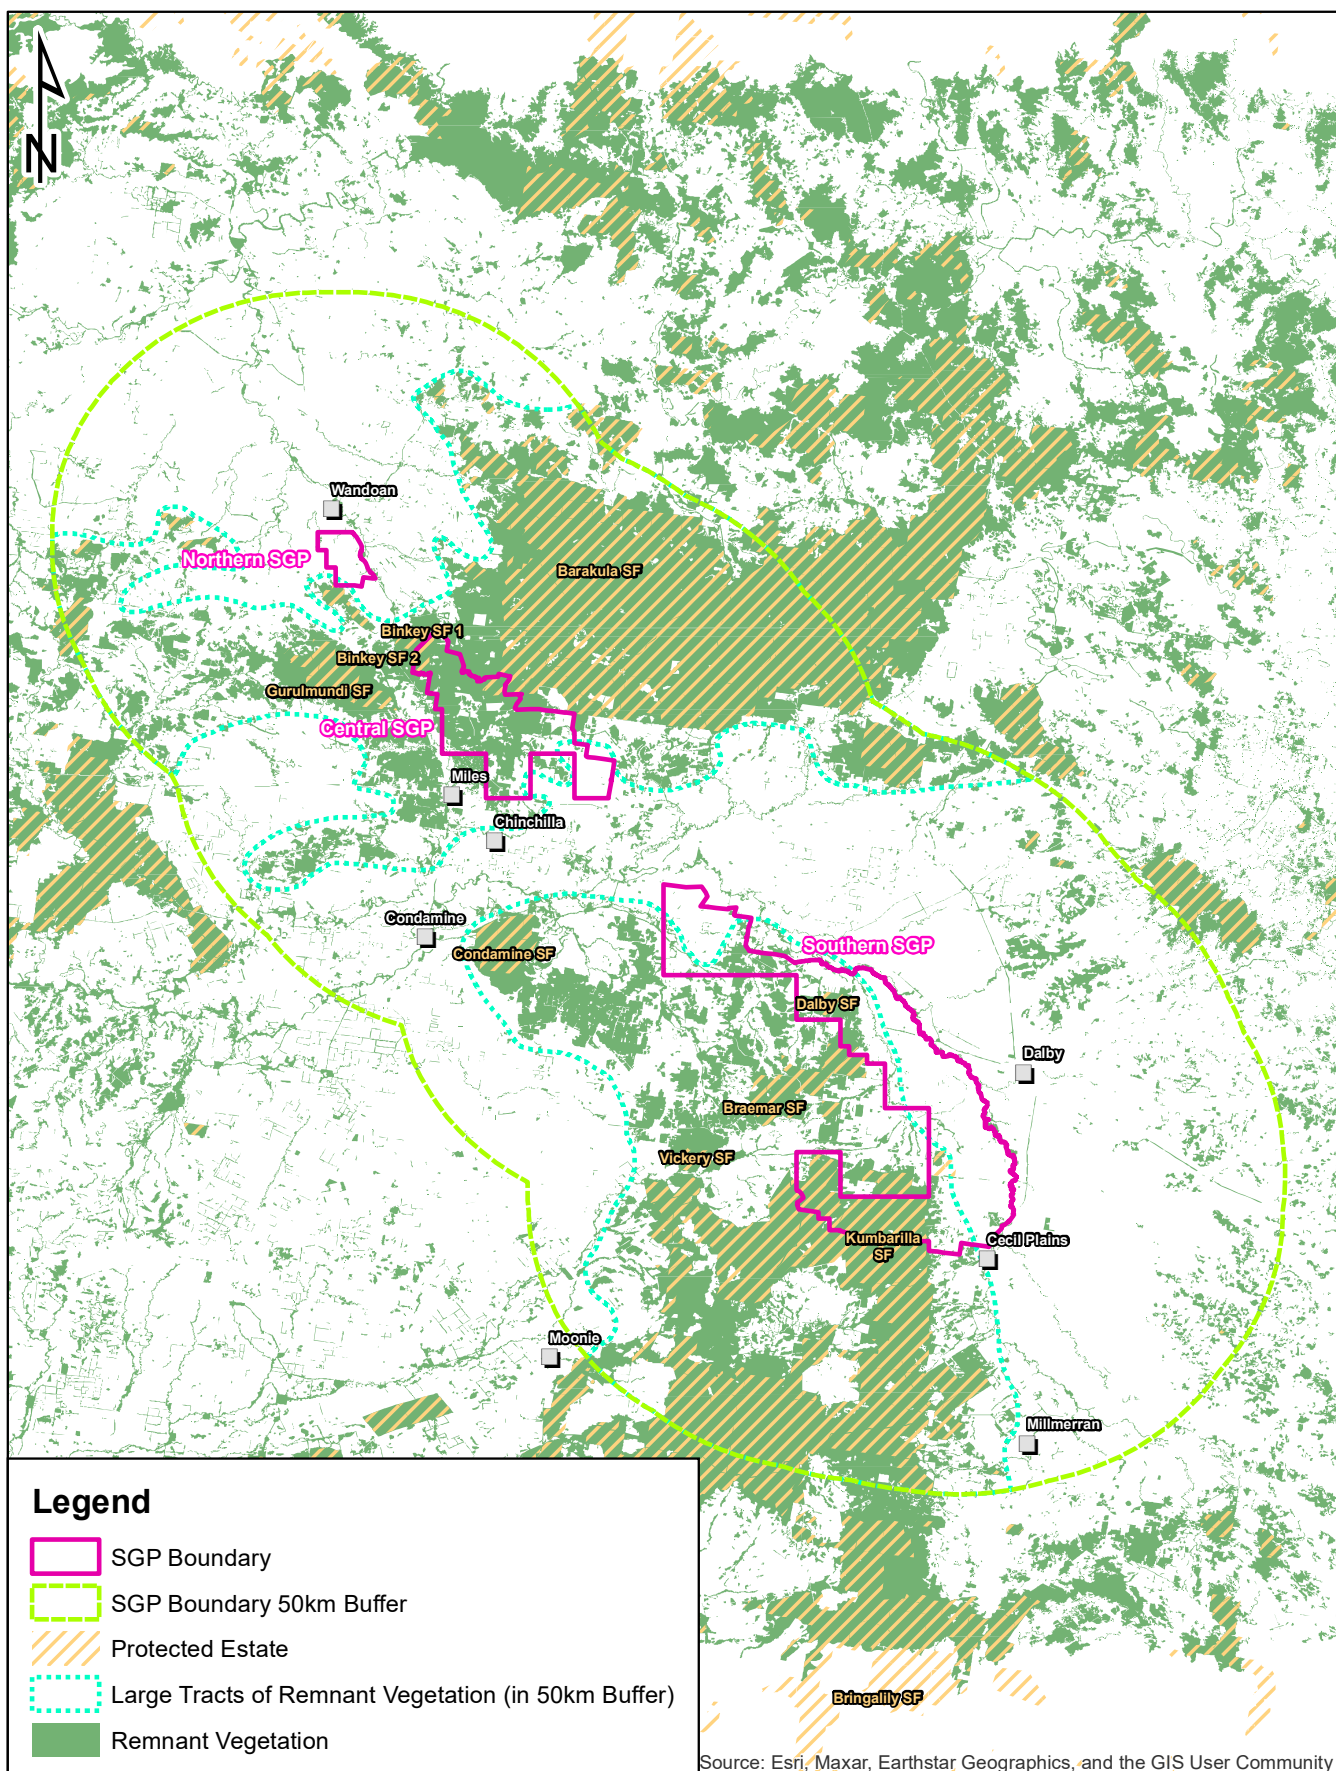 N
Wandoan
Northern SGP
Barakula SF
Binkey SF 1
Binkey SF 2
Gurulmundi SF
Central SGP
Miles
Chinchilla
Condamine
Condamine SF
Southern SGP
Dalby SF
Dalby
Braemar SF
Vickery SF
Kumbarilla
SF
Cecil Plains
Moonie
Millmerran
Legend
SGP Boundary
SGP Boundary 50km Buffer
Protected Estate
Large Tracts of Remnant Vegetation (in 50km Buffer)
Remnant Vegetation
Bringalily SF
Source: Esri, Maxar, Earthstar Geographics, and the GIS User Community